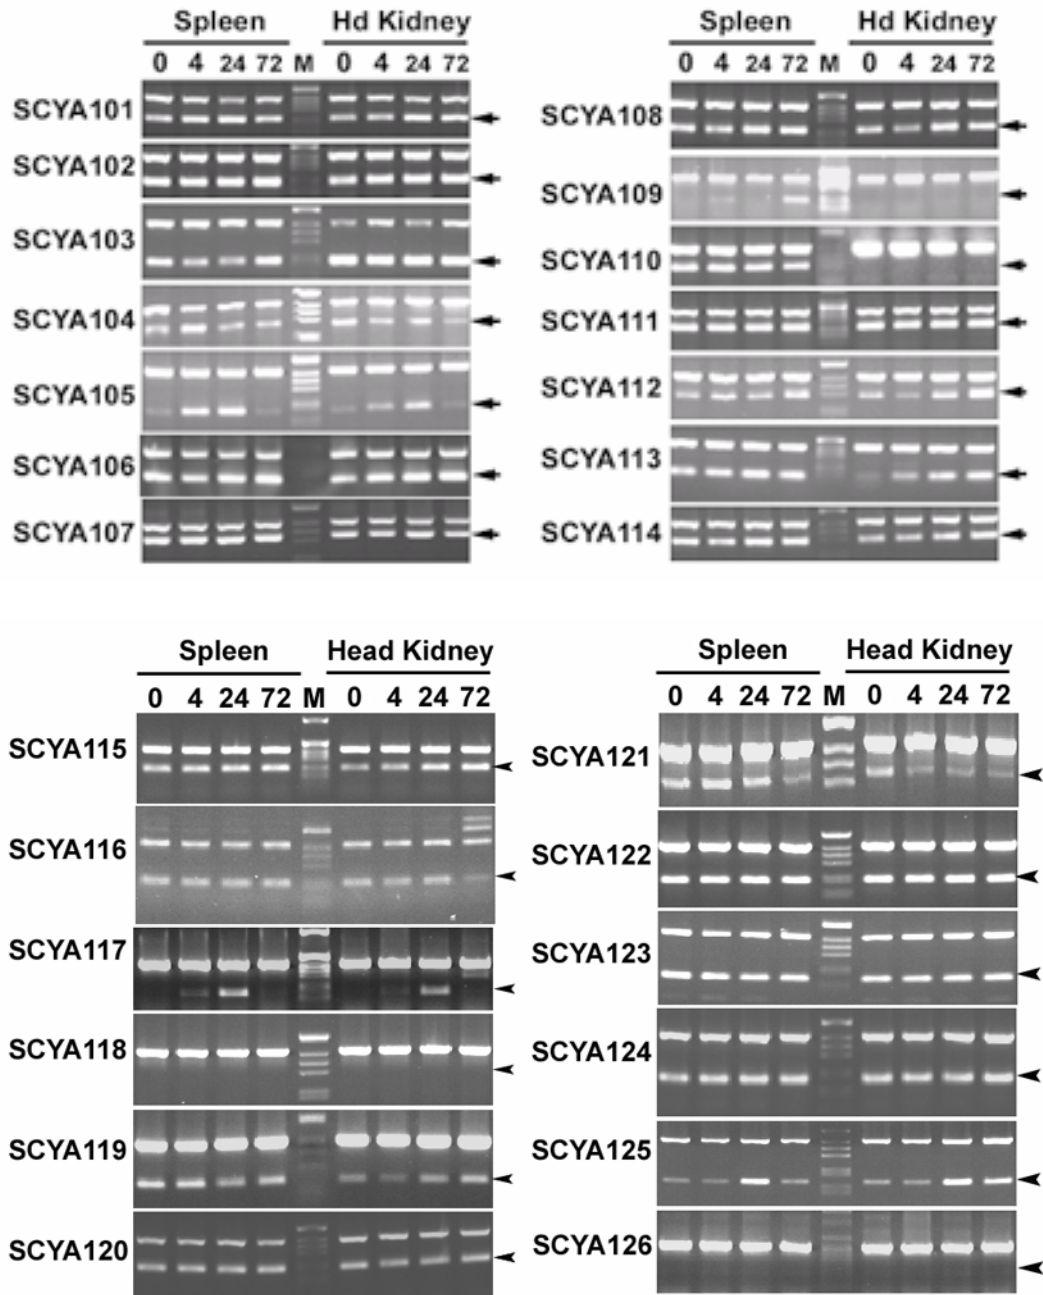 Spleen Hd Kidney
0 4 24 72 M 0 4 24 72
SCYA101
SCYA102
SCYA103
SCYA104
SCYA105
SCYA106
SCYA107
Spleen Hd Kidney
0 4 24 72 M 0 4 24 72
SCYA108
SCYA109
SCYA110
SCYA111
SCYA112
SCYA113
SCYA114
Spleen Head Kidney
0 4 24 72 M 0 4 24 72
SCYA115
SCYA116
SCYA117
SCYA118
SCYA119
SCYA120
Spleen Head Kidney
0 4 24 72 M 0 4 24 72
SCYA121
SCYA122
SCYA123
SCYA124
SCYA125
SCYA126